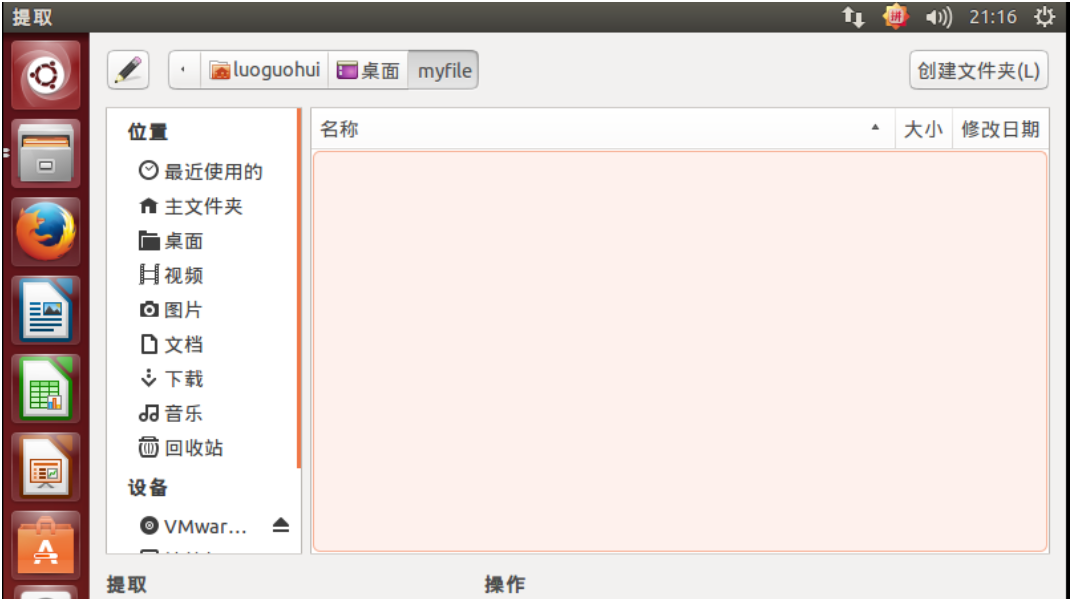 提取 拼 21:16
luoguohui 桌面 myfile 创建文件夹(L)
位置
最近使用的
主文件夹
桌面
视频
图片
文档
下载
音乐
回收站
设备
VMwar...
名称 大小 修改日期
提取 操作